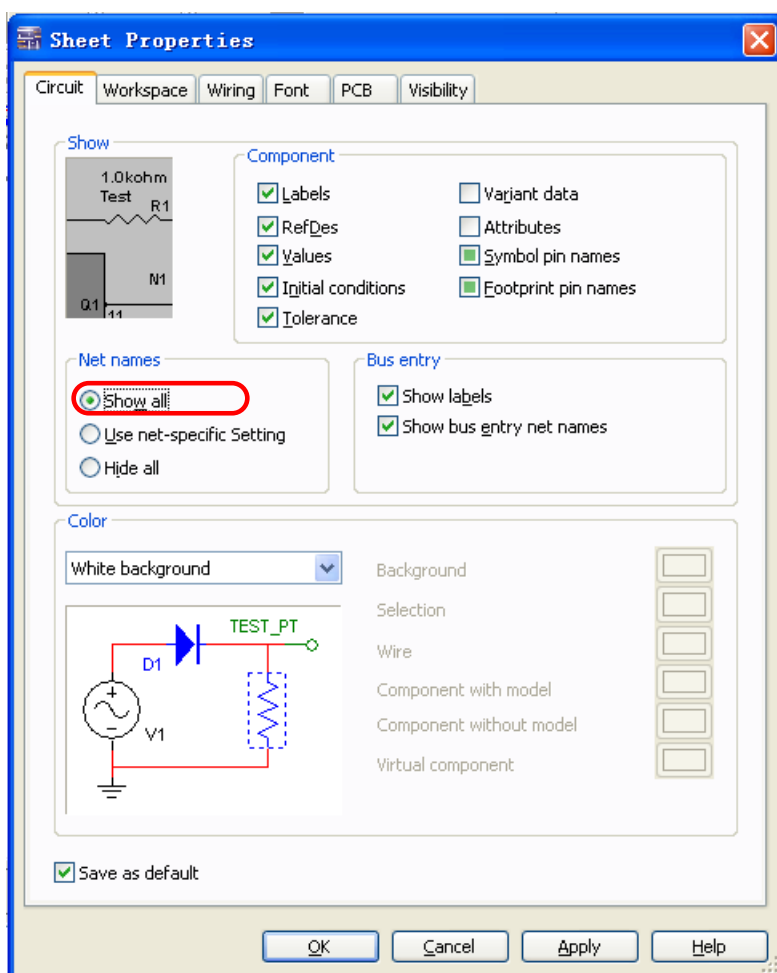 Sheet Properties
Circuit Workspace Wiring Font PCB Visibility
Show
1.0kohm
Test
R1
N1
Q1
11
Component
Labels
RefDes
Values
Initial conditions
Tolerance
Variant data
Attributes
Symbol pin names
Footprint pin names
Net names
Show all
Use net-specific Setting
Hide all
Bus entry
Show labels
Show bus entry net names
Color
White background
TEST_PT
D1
V1
Background
Selection
Wire
Component with model
Component without model
Virtual component
Save as default
OK Cancel Apply Help